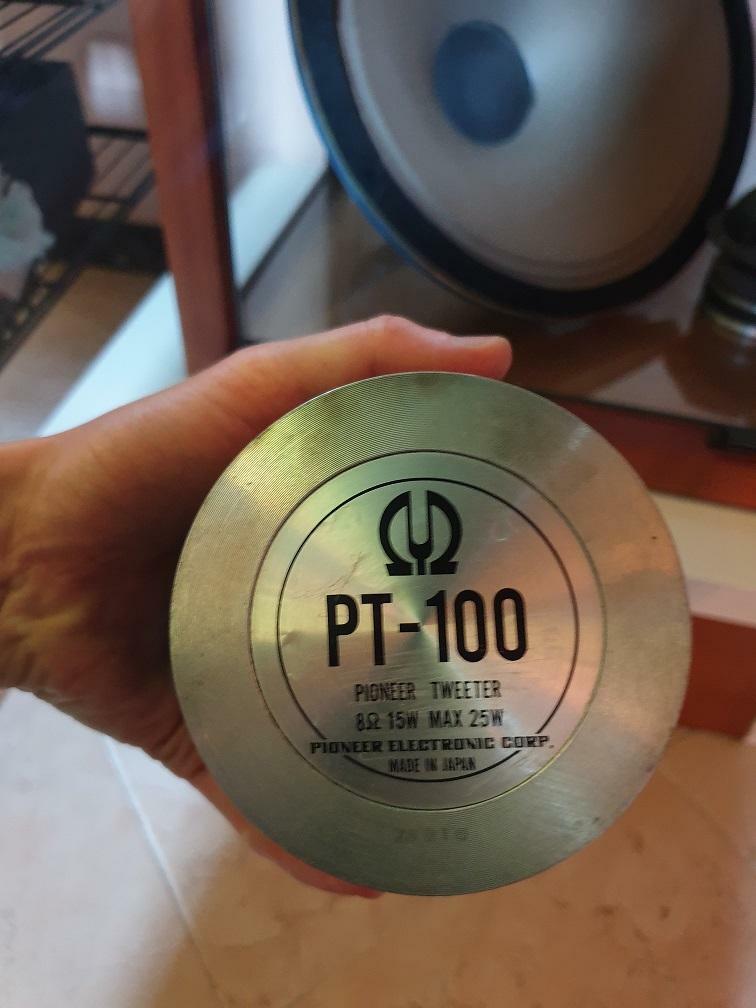 PT-100
PIONEER TWEETER
8Ω 15W MAX 25W
PIONEER ELECTRONIC CORP.
MADE IN JAPAN